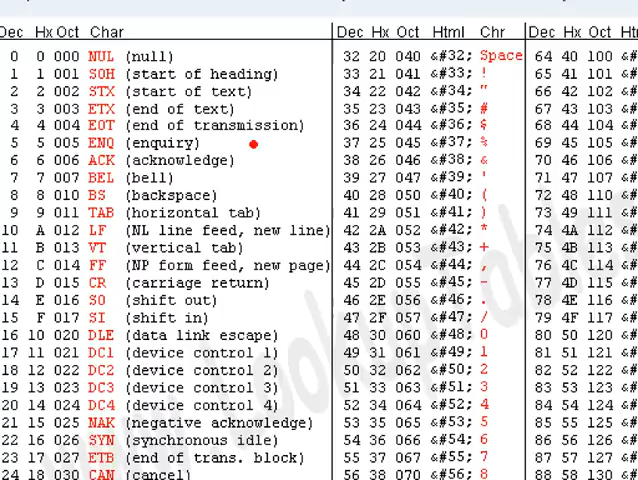 Dec Hx Oct Char Dec Hx Oct Html Chr Dec Hx Oct Ht
0 0 000 NUL (null) 32 20 040 &#32; Space 64 40 100 &#
1 1 001 SOH (start of heading) 33 21 041 &#33; ! 65 41 101 &#
2 2 002 STX (start of text) 34 22 042 &#34; " 66 42 102 &#
3 3 003 ETX (end of text) 35 23 043 &#35; # 67 43 103 &#
4 4 004 EOT (end of transmission) 36 24 044 &#36; $ 68 44 104 &#
5 5 005 ENQ (enquiry) 37 25 045 &#37; % 69 45 105 &#
6 6 006 ACK (acknowledge) 38 26 046 &#38; & 70 46 106 &#
7 7 007 BEL (bell) 39 27 047 &#39; ' 71 47 107 &#
8 8 010 BS (backspace) 40 28 050 &#40; ( 72 48 110 &#
9 9 011 TAB (horizontal tab) 41 29 051 &#41; ) 73 49 111 &#
10 A 012 LF (NL line feed, new line) 42 2A 052 &#42; * 74 4A 112 &#
11 B 013 VT (vertical tab) 43 2B 053 &#43; + 75 4B 113 &#
12 C 014 FF (NP form feed, new page) 44 2C 054 &#44; , 76 4C 114 &#
13 D 015 CR (carriage return) 45 2D 055 &#45; - 77 4D 115 &#
14 E 016 SO (shift out) 46 2E 056 &#46; . 78 4E 116 &#
15 F 017 SI (shift in) 47 2F 057 &#47; / 79 4F 117 &#
16 10 020 DLE (data link escape) 48 30 060 &#48; 0 80 50 120 &#
17 11 021 DC1 (device control 1) 49 31 061 &#49; 1 81 51 121 &#
18 12 022 DC2 (device control 2) 50 32 062 &#50; 2 82 52 122 &#
19 13 023 DC3 (device control 3) 51 33 063 &#51; 3 83 53 123 &#
20 14 024 DC4 (device control 4) 52 34 064 &#52; 4 84 54 124 &#
21 15 025 NAK (negative acknowledge) 53 35 065 &#53; 5 85 55 125 &#
22 16 026 SYN (synchronous idle) 54 36 066 &#54; 6 86 56 126 &#
23 17 027 ETB (end of trans. block) 55 37 067 &#55; 7 87 57 127 &#
24 18 030 CAN (cancel) 56 38 070 &#56; 8 88 58 130 &#